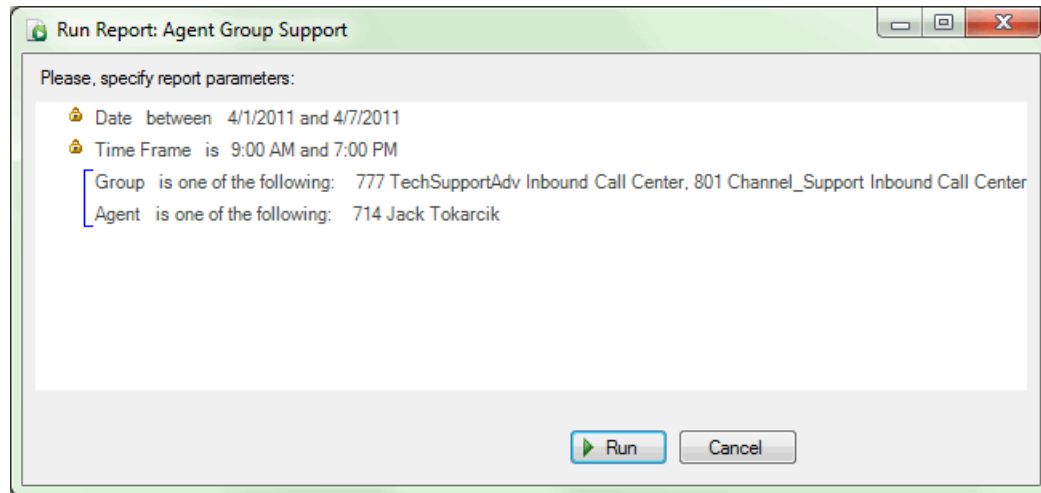 Run Report: Agent Group Support
Please, specify report parameters:
Date between 4/1/2011 and 4/7/2011
Time Frame is 9:00 AM and 7:00 PM
Group is one of the following: 777 TechSupportAdv Inbound Call Center, 801 Channel_Support Inbound Call Center
Agent is one of the following: 714 Jack Tokarcik
Run Cancel